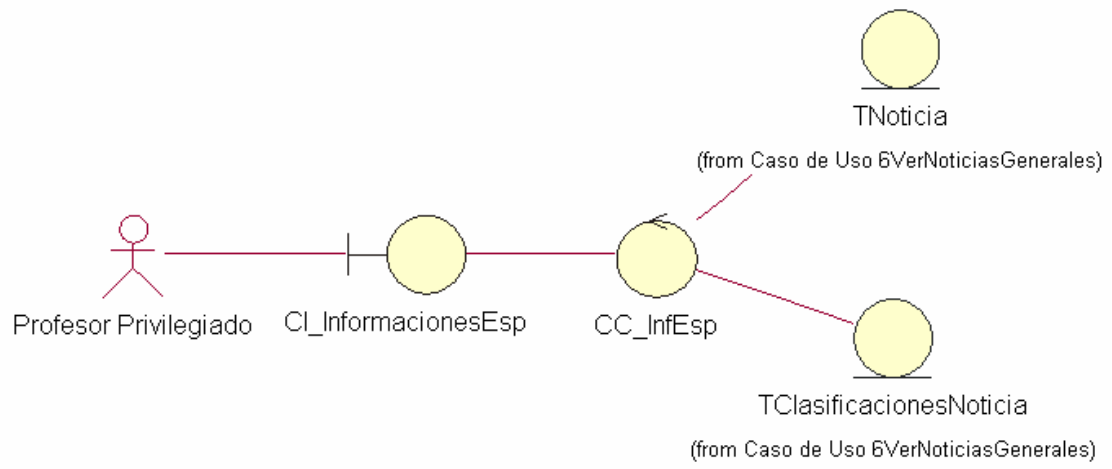 TNoticia
(from Caso de Uso 6VerNoticiasGenerales)
Profesor Privilegiado
CI_InformacionesEsp
CC_InfEsp
TClasificacionesNoticia
(from Caso de Uso 6VerNoticiasGenerales)